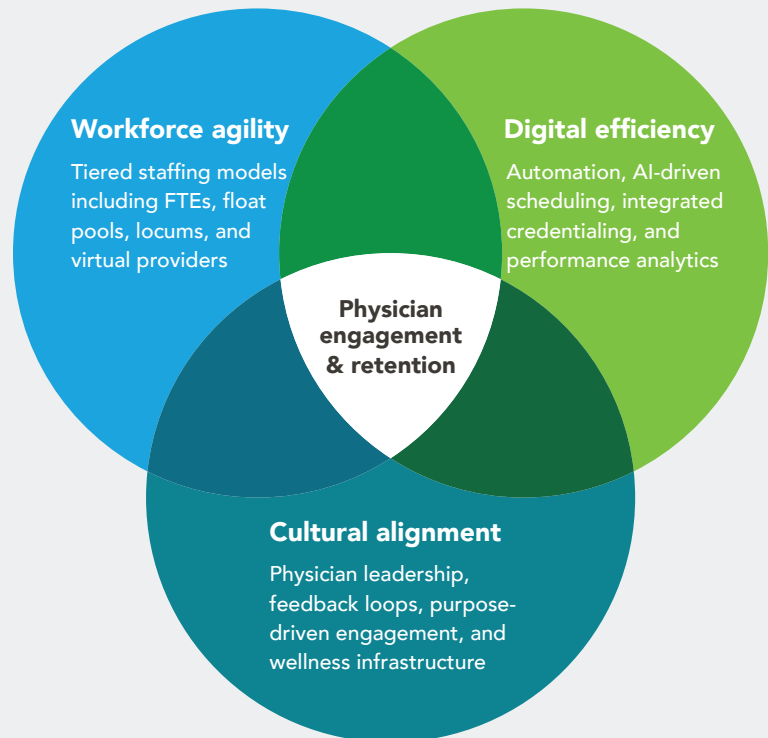 Workforce agility
Tiered staffing models
including FTEs, float
pools, locums, and
virtual providers
Digital efficiency
Automation, AI-driven
scheduling, integrated
credentialing, and
performance analytics
Physician
engagement
& retention
Cultural alignment
Physician leadership,
feedback loops, purpose-
driven engagement, and
wellness infrastructure